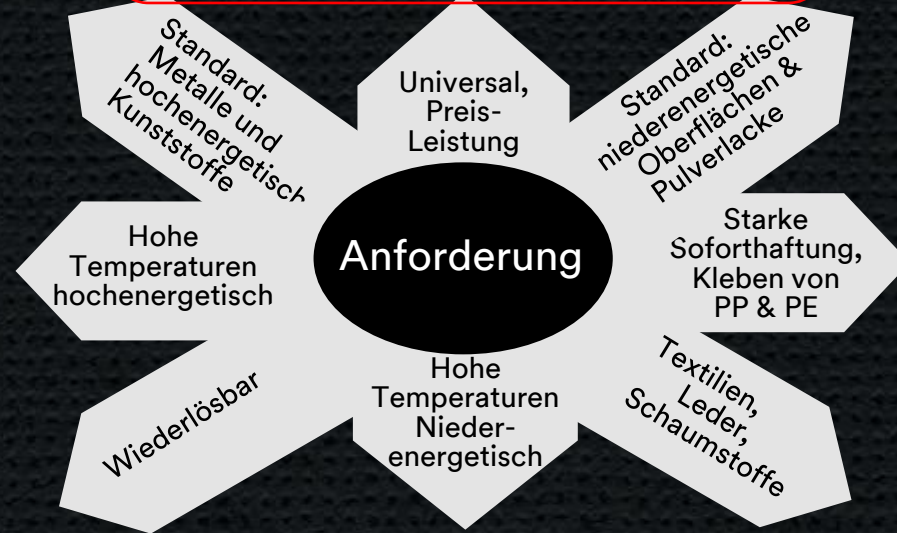 Standard:
Metalle und
hochenergetisch
Kunststoffe
Universal,
Preis-
Leistung
Standard:
niederenergetische
Oberflächen &
Pulverlacke
Hohe
Temperaturen
hochenergetisch
Anforderung
Starke
Soforthaftung,
Kleben von
PP & PE
Wiederlösbar
Hohe
Temperaturen
Nieder-
energetisch
Textilien,
Leder,
Schaumstoffe